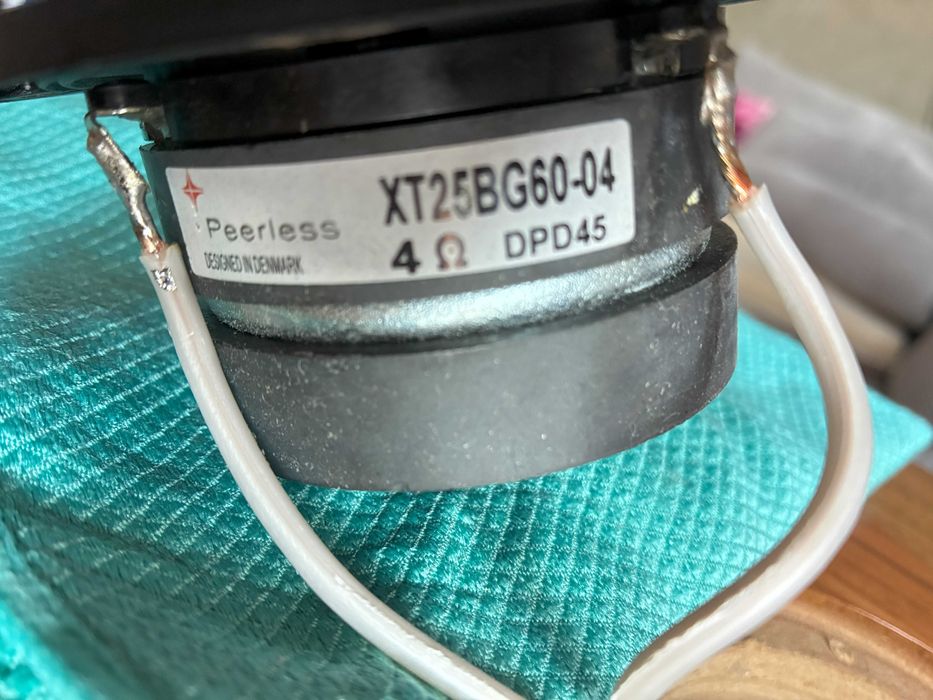 XT25BG60-04
Peerless
4 Ω DPD45
DESIGNED IN DENMARK